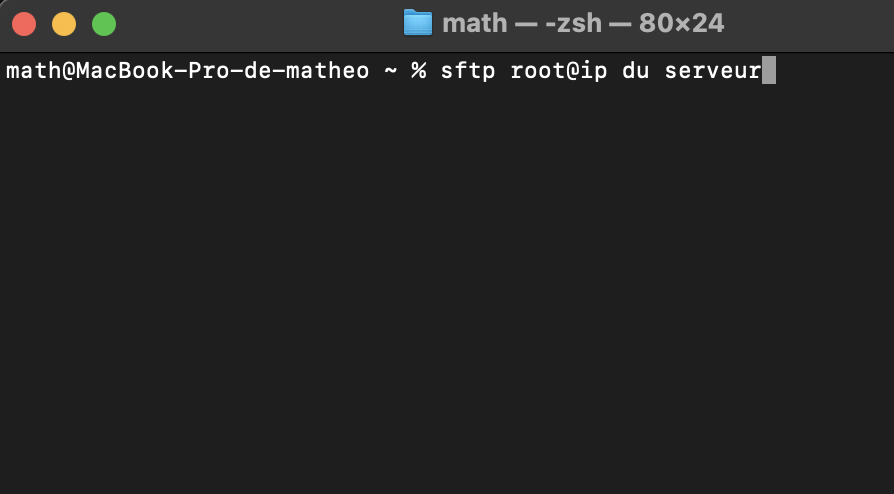 math — -zsh — 80×24
math@MacBook-Pro-de-matheo ~ % sftp root@ip du serveur